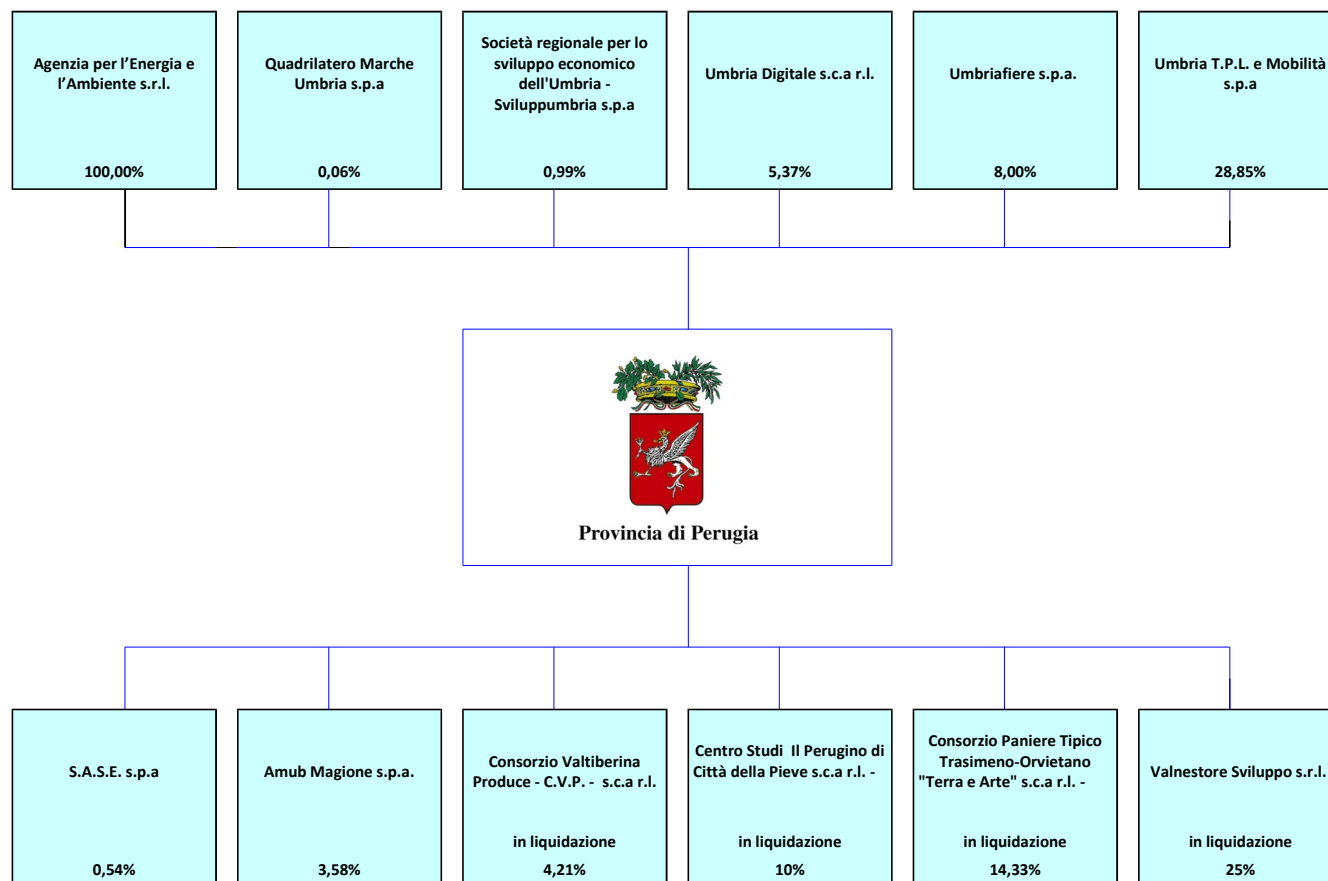 Agenzia per l'Energia e
l'Ambiente s.r.l.
100,00%
Quadrilatero Marche
Umbria s.p.a
0,06%
Società regionale per lo
sviluppo economico
dell'Umbria -
Sviluppumbria s.p.a
0,99%
Umbria Digitale s.c.a r.l.
5,37%
Umbriafiere s.p.a.
8,00%
Umbria T.P.L. e Mobilità
s.p.a
28,85%
Provincia di Perugia
S.A.S.E. s.p.a
0,54%
Amub Magione s.p.a.
3,58%
Consorzio Valtiberina
Produce - C.V.P. - s.c.a r.l.
in liquidazione
4,21%
Centro Studi Il Perugino di
Città della Pieve s.c.a r.l. -
in liquidazione
10%
Consorzio Paniere Tipico
Trasimeno-Orvietano
"Terra e Arte" s.c.a r.l. -
in liquidazione
14,33%
Valnestore Sviluppo s.r.l.
in liquidazione
25%